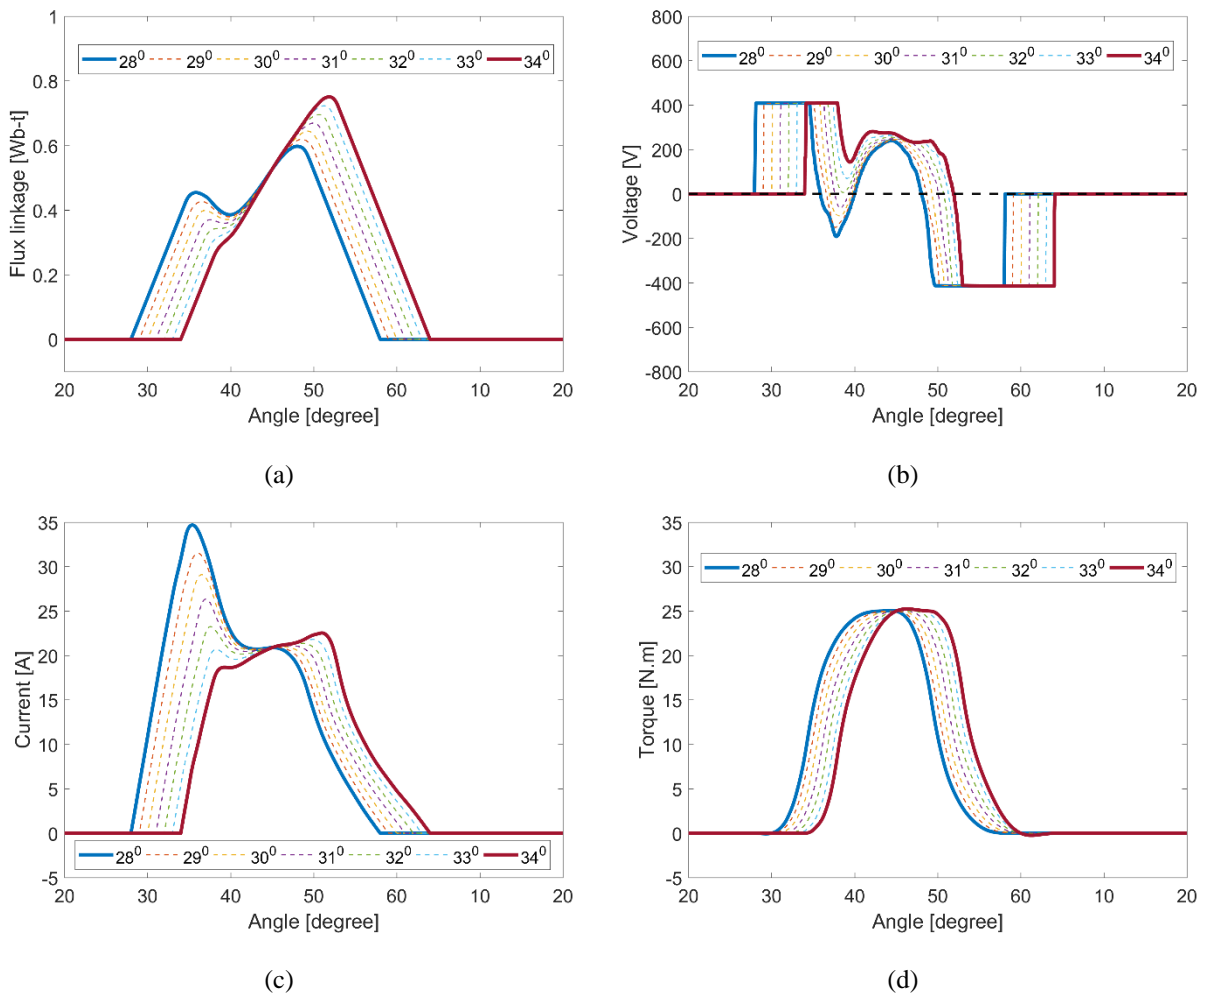 1
0.8
0.6
0.4
0.2
0
Flux linkage [Wb-t]
28⁰ 29⁰ 30⁰ 31⁰ 32⁰ 33⁰ 34⁰
20 30 40 50 60 10 20
Angle [degree]
(a)
800
600
400
200
0
-200
-400
-600
-800
Voltage [V]
28⁰ 29⁰ 30⁰ 31⁰ 32⁰ 33⁰ 34⁰
20 30 40 50 60 10 20
Angle [degree]
(b)
35
30
25
20
15
10
5
0
-5
Current [A]
28⁰ 29⁰ 30⁰ 31⁰ 32⁰ 33⁰ 34⁰
20 30 40 50 60 10 20
Angle [degree]
(c)
35
30
25
20
15
10
5
0
-5
Torque [N.m]
28⁰ 29⁰ 30⁰ 31⁰ 32⁰ 33⁰ 34⁰
20 30 40 50 60 10 20
Angle [degree]
(d)